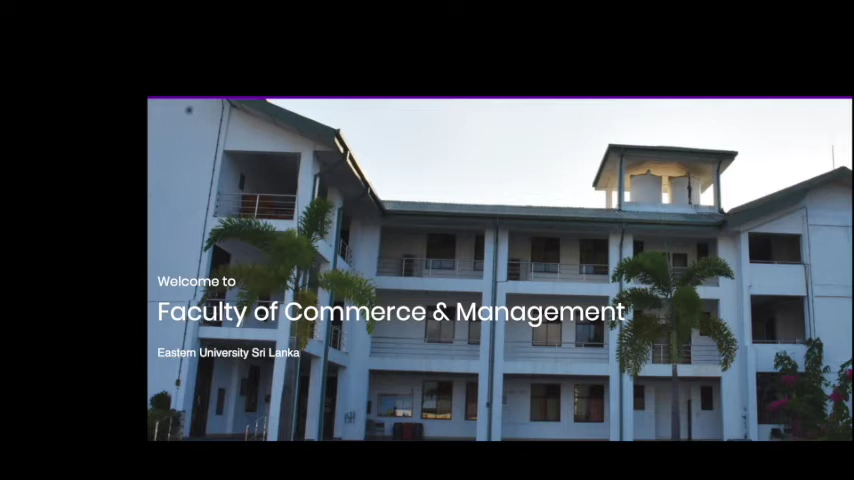 Welcome to
Faculty of Commerce & Management
Eastern University Sri Lanka